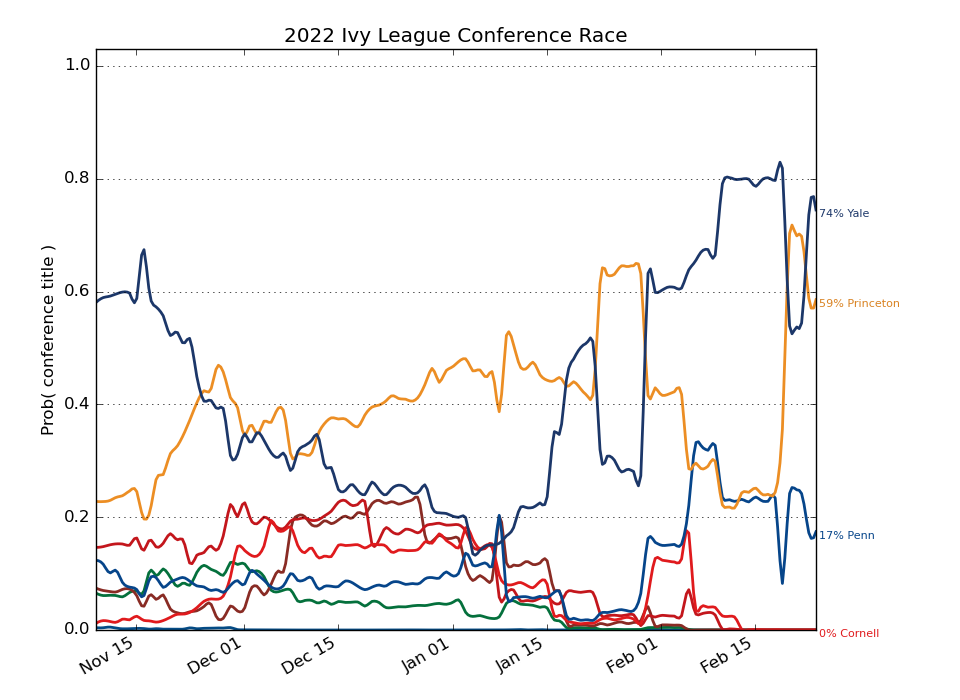 2022 Ivy League Conference Race
Prob( conference title )
1.0
0.8
0.6
0.4
0.2
0.0
74% Yale
59% Princeton
17% Penn
0% Cornell
Nov 15
Dec 01
Dec 15
Jan 01
Jan 15
Feb 01
Feb 15